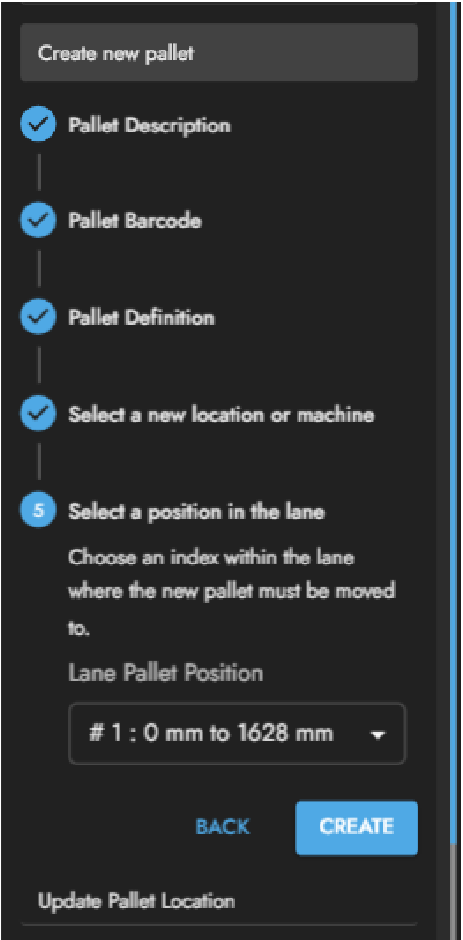 Create new pallet
Pallet Description
Pallet Barcode
Pallet Definition
Select a new location or machine
5 Select a position in the lane
Choose an index within the lane
where the new pallet must be moved
to.
Lane Pallet Position
# 1 : 0 mm to 1628 mm
BACK CREATE
Update Pallet Location